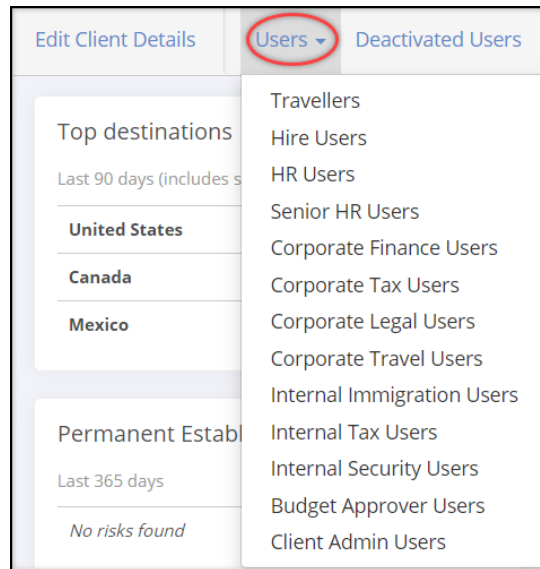 Edit Client Details
Users
Deactivated Users
Top destinations
Last 90 days (includes s
United States
Canada
Mexico
Permanent Establ
Last 365 days
No risks found
Travellers
Hire Users
HR Users
Senior HR Users
Corporate Finance Users
Corporate Tax Users
Corporate Legal Users
Corporate Travel Users
Internal Immigration Users
Internal Tax Users
Internal Security Users
Budget Approver Users
Client Admin Users